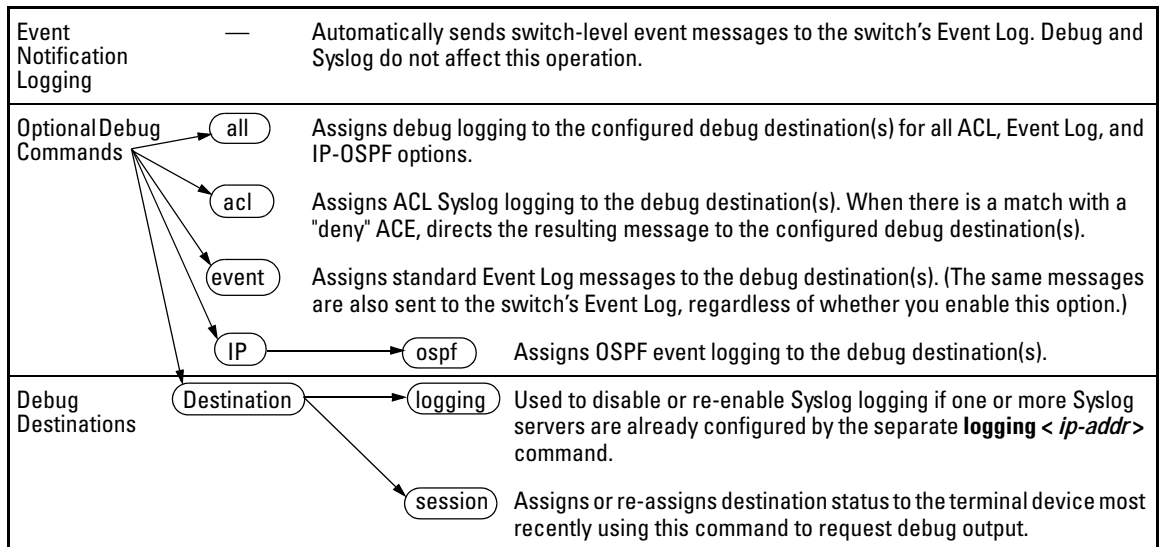 Event — Automatically sends switch-level event messages to the switch's Event Log. Debug and
Notification Syslog do not affect this operation.
Logging
Optional Debug all Assigns debug logging to the configured debug destination(s) for all ACL, Event Log, and
Commands IP-OSPF options.
acl Assigns ACL Syslog logging to the debug destination(s). When there is a match with a
"deny" ACE, directs the resulting message to the configured debug destination(s).
event Assigns standard Event Log messages to the debug destination(s). (The same messages
are also sent to the switch's Event Log, regardless of whether you enable this option.)
IP ospf Assigns OSPF event logging to the debug destination(s).
Debug Destination logging Used to disable or re-enable Syslog logging if one or more Syslog
Destinations servers are already configured by the separate logging < ip-addr >
command.
session Assigns or re-assigns destination status to the terminal device most
recently using this command to request debug output.